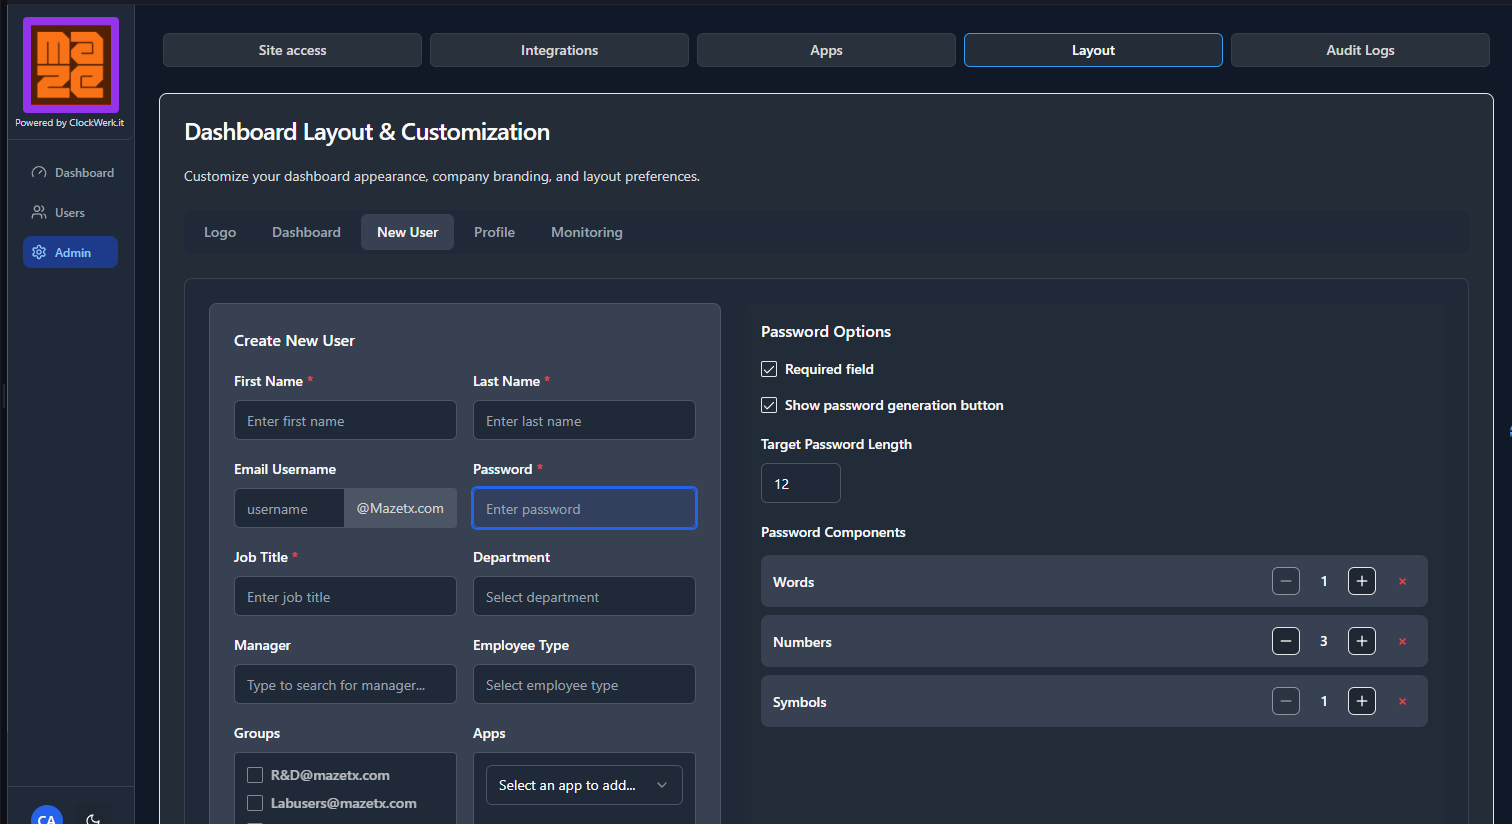 maze
Powered by ClockWerk.it
Dashboard
Users
Admin
CA
Site access
Integrations
Apps
Layout
Audit Logs
Dashboard Layout & Customization
Customize your dashboard appearance, company branding, and layout preferences.
Logo
Dashboard
New User
Profile
Monitoring
Create New User
First Name *
Last Name *
Enter first name
Enter last name
Email Username
Password *
username
@Mazetx.com
Enter password
Job Title *
Department
Enter job title
Select department
Manager
Employee Type
Type to search for manager...
Select employee type
Groups
Apps
R&D@mazetx.com
Labusers@mazetx.com
Select an app to add...
Password Options
Required field
Show password generation button
Target Password Length
12
Password Components
Words
1
Numbers
3
Symbols
1